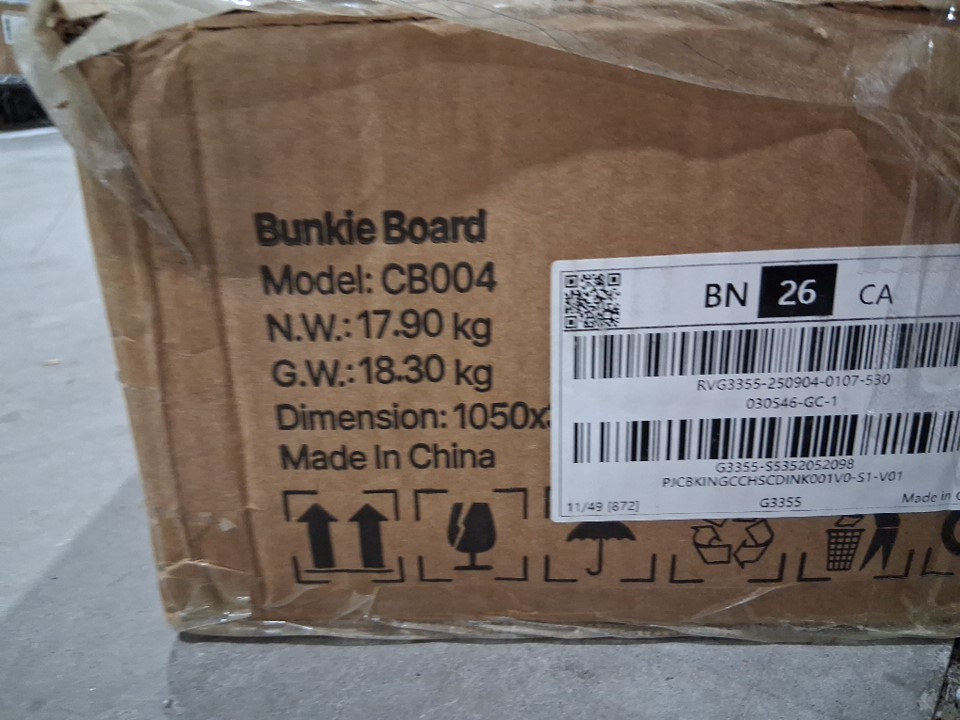 Bunkie Board
Model: CB004
N.W.: 17.90 kg
G.W.: 18.30 kg
Dimension: 1050x
Made In China
BN 26 CA
RVG3355-250904-0107-530
030546-GC-1
G3355-S5352052098
PJCBKINGCCHSCDINK001V0-S1-V01
11/49 [872] G3355 Made in